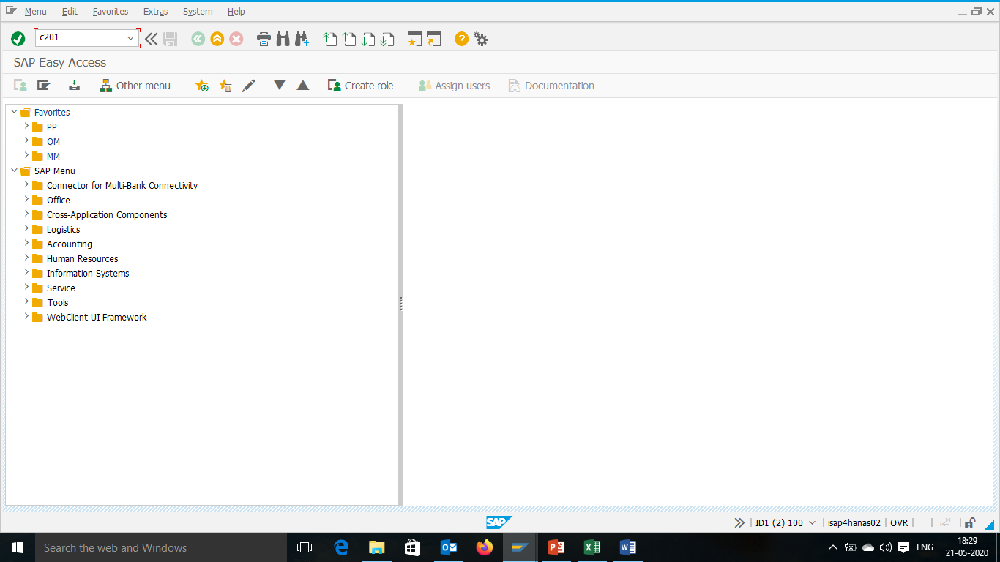 Menu Edit Favorites Extras System Help
c201
SAP Easy Access
Other menu Create role Assign users Documentation
Favorites
PP
QM
MM
SAP Menu
Connector for Multi-Bank Connectivity
Office
Cross-Application Components
Logistics
Accounting
Human Resources
Information Systems
Service
Tools
WebClient UI Framework
SAP ID1 (2) 100 isap4hanas02 OVR
Search the web and Windows ENG 18:29
21-05-2020